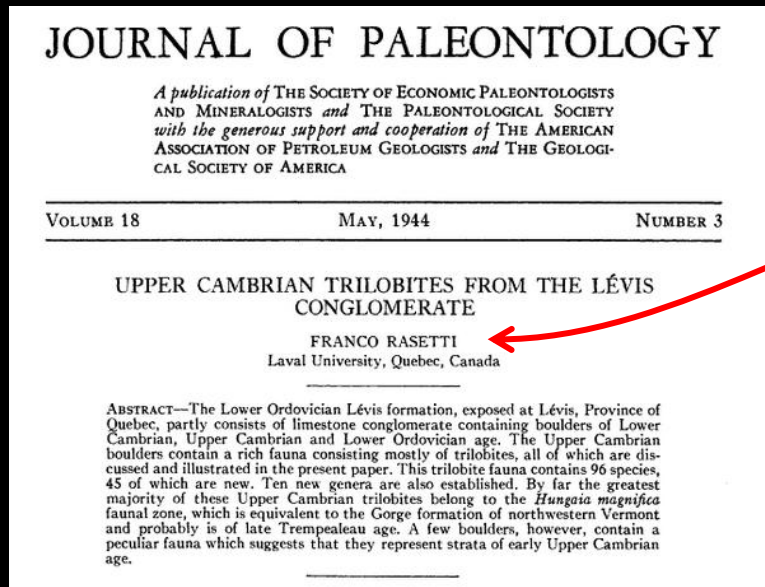 JOURNAL OF PALEONTOLOGY
A publication of THE SOCIETY OF ECONOMIC PALEONTOLOGISTS
AND MINERALOGISTS and THE PALEONTOLOGICAL SOCIETY
with the generous support and cooperation of THE AMERICAN
ASSOCIATION OF PETROLEUM GEOLOGISTS and THE GEOLOGI-
CAL SOCIETY OF AMERICA
VOLUME 18 MAY, 1944 NUMBER 3
UPPER CAMBRIAN TRILOBITES FROM THE LÉVIS
CONGLOMERATE
FRANCO RASETTI
Laval University, Quebec, Canada
ABSTRACT—The Lower Ordovician Lévis formation, exposed at Lévis, Province of
Quebec, partly consists of limestone conglomerate containing boulders of Lower
Cambrian, Upper Cambrian and Lower Ordovician age. The Upper Cambrian
boulders contain a rich fauna consisting mostly of trilobites, all of which are dis-
cussed and illustrated in the present paper. This trilobite fauna contains 96 species,
45 of which are new. Ten new genera are also established. By far the greatest
majority of these Upper Cambrian trilobites belong to the Hungaia magnifica
faunal zone, which is equivalent to the Gorge formation of northwestern Vermont
and probably is of late Trempealeau age. A few boulders, however, contain a
peculiar fauna which suggests that they represent strata of early Upper Cambrian
age.